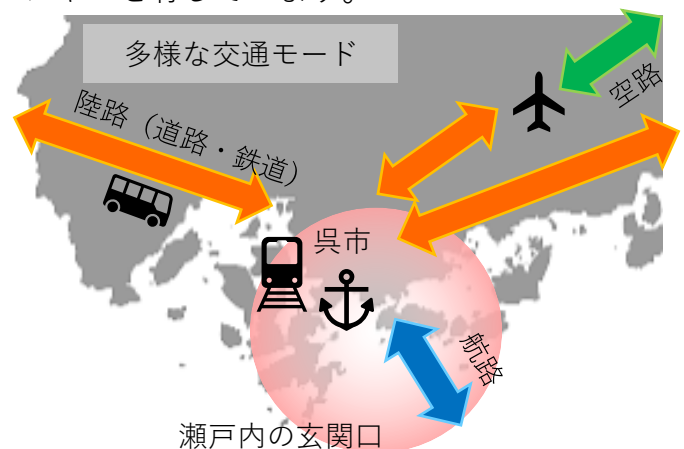 多様な交通モード
空路
陸路（道路・鉄道）
呉市
航路
瀬戸内の玄関口